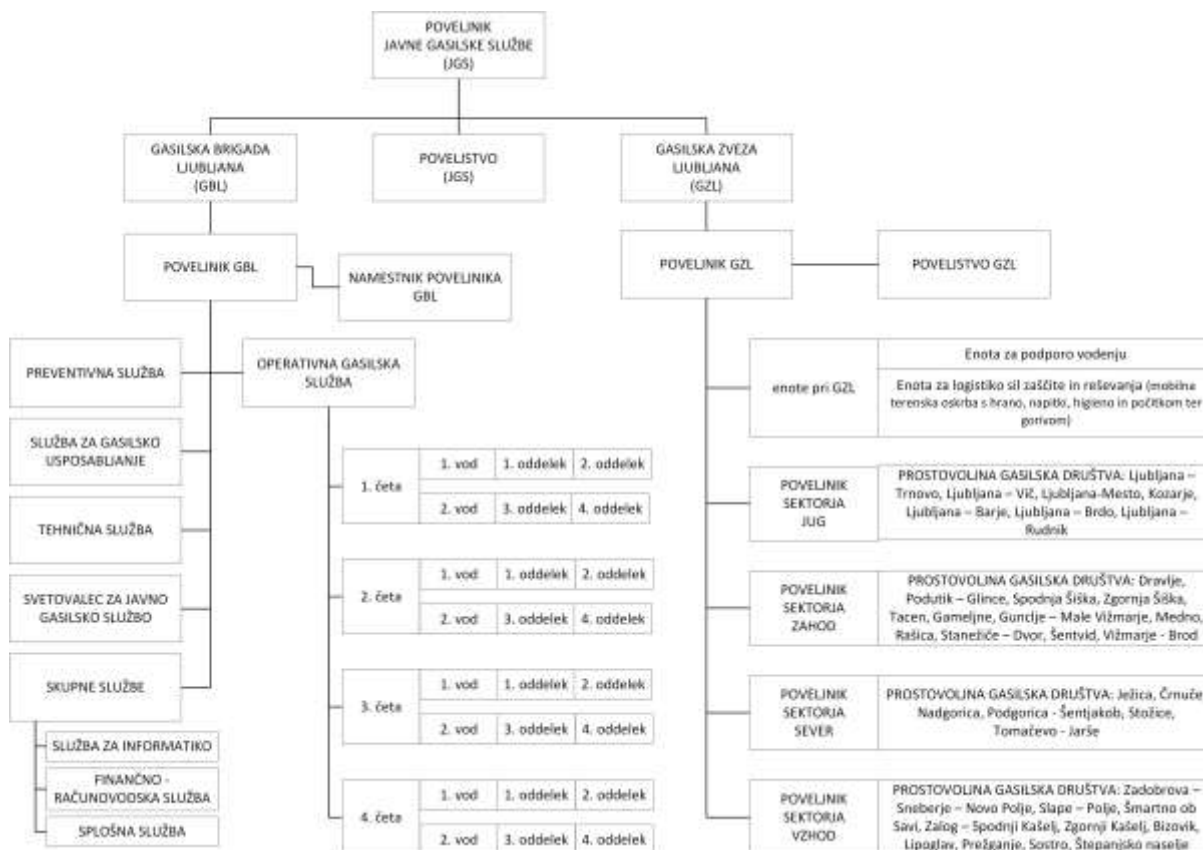 POVELJNIK
JAVNE GASILSKE SLUŽBE
(JGS)
GASILSKA BRIGADA
LJUBLJANA
(GBL)
POVELJSTVO
(JGS)
GASILSKA ZVEZA
LJUBLJANA
(GZL)
POVELJNIK GBL
NAMESTNIK POVELJNIKA
GBL
POVELJNIK GZL
POVELJSTVO GZL
PREVENTIVNA SLUŽBA
SLUŽBA ZA GASILSKO
USPOSABLJANJE
TEHNIČNA SLUŽBA
SVETOVALEC ZA JAVNO
GASILSKO SLUŽBO
SKUPNE SLUŽBE
SLUŽBA ZA INFORMATIKO
FINANČNO -
RAČUNOVODSKA SLUŽBA
SPLOŠNA SLUŽBA
OPERATIVNA GASILSKA
SLUŽBA
1. četa
1. vod 1. oddelek 2. oddelek
2. vod 3. oddelek 4. oddelek
2. četa
1. vod 1. oddelek 2. oddelek
2. vod 3. oddelek 4. oddelek
3. četa
1. vod 1. oddelek 2. oddelek
2. vod 3. oddelek 4. oddelek
4. četa
1. vod 1. oddelek 2. oddelek
2. vod 3. oddelek 4. oddelek
enote pri GZL
Enota za podporo vodenju
Enota za logistiko sil zaščite in reševanja (mobilna
terenska oskrba s hrano, napitki, higieno in počitkom ter
gorivom)
POVELJNIK
SEKTORJA
JUG
PROSTOVOLJNA GASILSKA DRUŠTVA: Ljubljana –
Trnovo, Ljubljana – Vič, Ljubljana-Mesto, Kozarje,
Ljubljana – Barje, Ljubljana – Brdo, Ljubljana –
Rudnik
POVELJNIK
SEKTORJA
ZAHOD
PROSTOVOLJNA GASILSKA DRUŠTVA: Dravlje,
Podutik – Glince, Spodnja Šiška, Zgornja Šiška,
Tacen, Gameljne, Gunclje – Male Vižmarje, Medno,
Rašica, Stanežiče – Dvor, Šentvid, Vižmarje - Brod
POVELJNIK
SEKTORJA
SEVER
PROSTOVOLJNA GASILSKA DRUŠTVA: Ježica, Črnuče
Nadgorica, Podgorica - Šentjakob, Stožice,
Tomačevo - Jarše
POVELJNIK
SEKTORJA
VZHOD
PROSTOVOLJNA GASILSKA DRUŠTVA: Zadobrova –
Sneberje – Novo Polje, Slape – Polje, Šmartno ob
Savi, Zalog – Spodnji Kašelj, Zgornji Kašelj, Bizovik,
Lipoglav, Prežganje, Sostro, Štepanjsko naselje